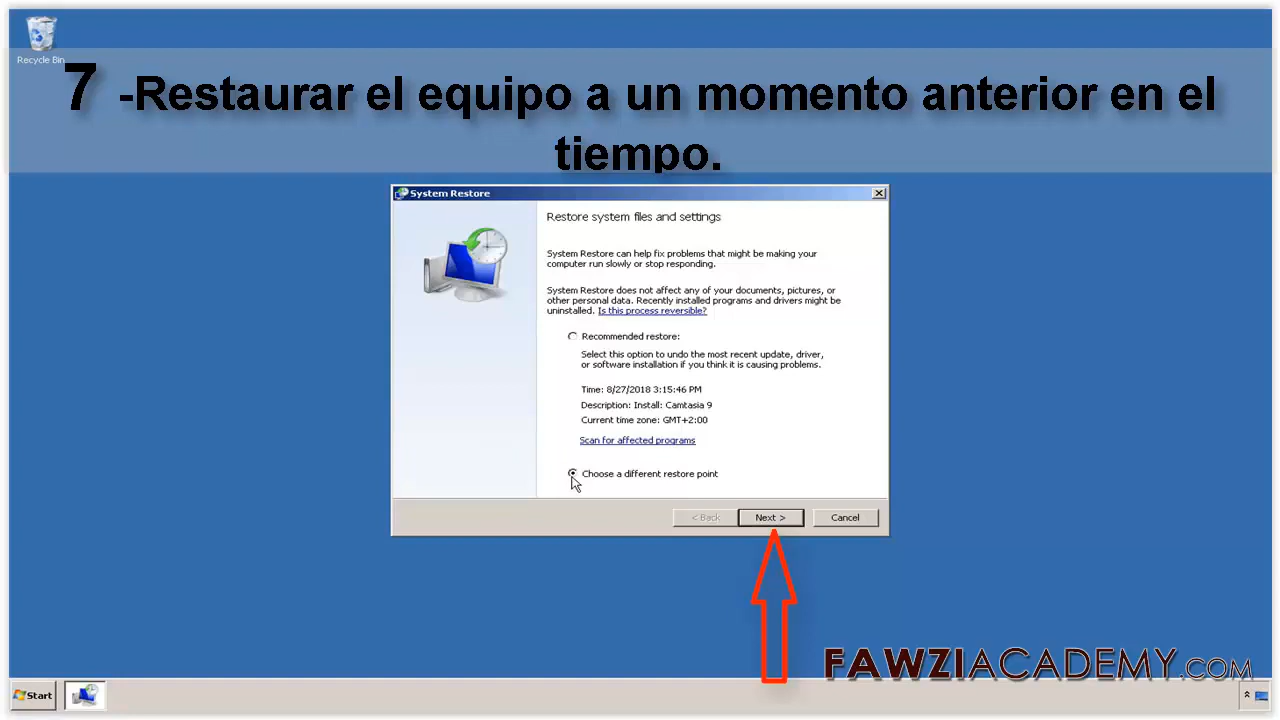 Recycle Bin
7 -Restaurar el equipo a un momento anterior en el
tiempo.
System Restore
Restore system files and settings
System Restore can help fix problems that might be making your
computer run slowly or stop responding.
System Restore does not affect any of your documents, pictures, or
other personal data. Recently installed programs and drivers might be
uninstalled. Is this process reversible?
Recommended restore:
Select this option to undo the most recent update, driver,
or software installation if you think it is causing problems.
Time: 8/27/2018 3:15:46 PM
Description: Install: Camtasia 9
Current time zone: GMT+2:00
Scan for affected programs
Choose a different restore point
< Back Next > Cancel
FAWZIACADEMY.COM
Start